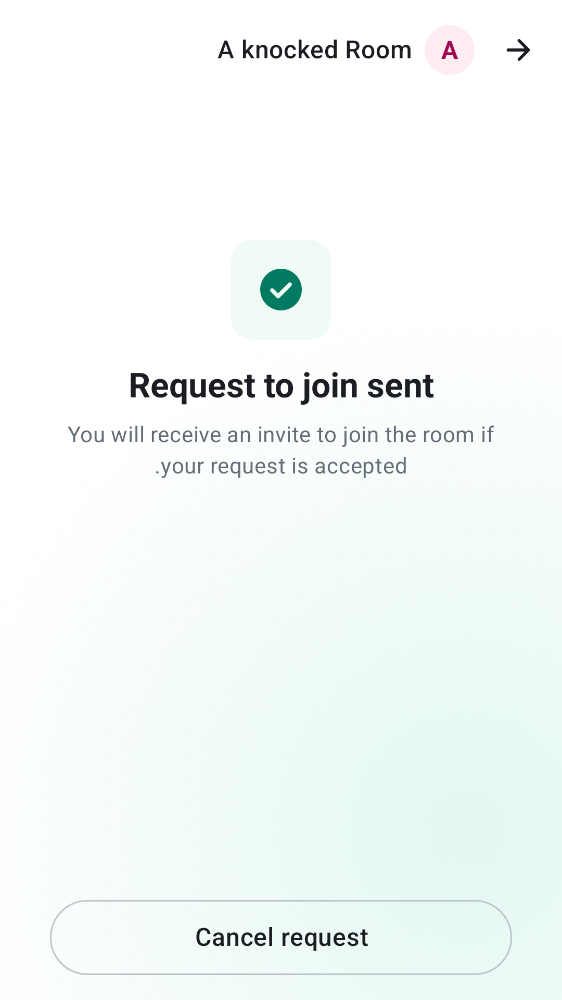 A knocked Room
A
Request to join sent
You will receive an invite to join the room if
.your request is accepted
Cancel request